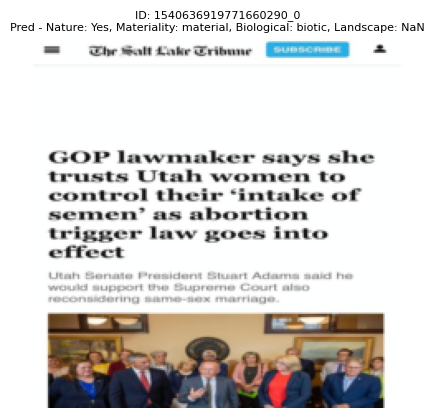 ID: 1540636919771660290_0
Pred - Nature: Yes, Materiality: material, Biological: biotic, Landscape: NaN
The Salt Lake Tribune
SUBSCRIBE
GOP lawmaker says she
trusts Utah women to
control their ‘intake of
semen’ as abortion
trigger law goes into
effect
Utah Senate President Stuart Adams said he
would support the Supreme Court also
reconsidering same-sex marriage.